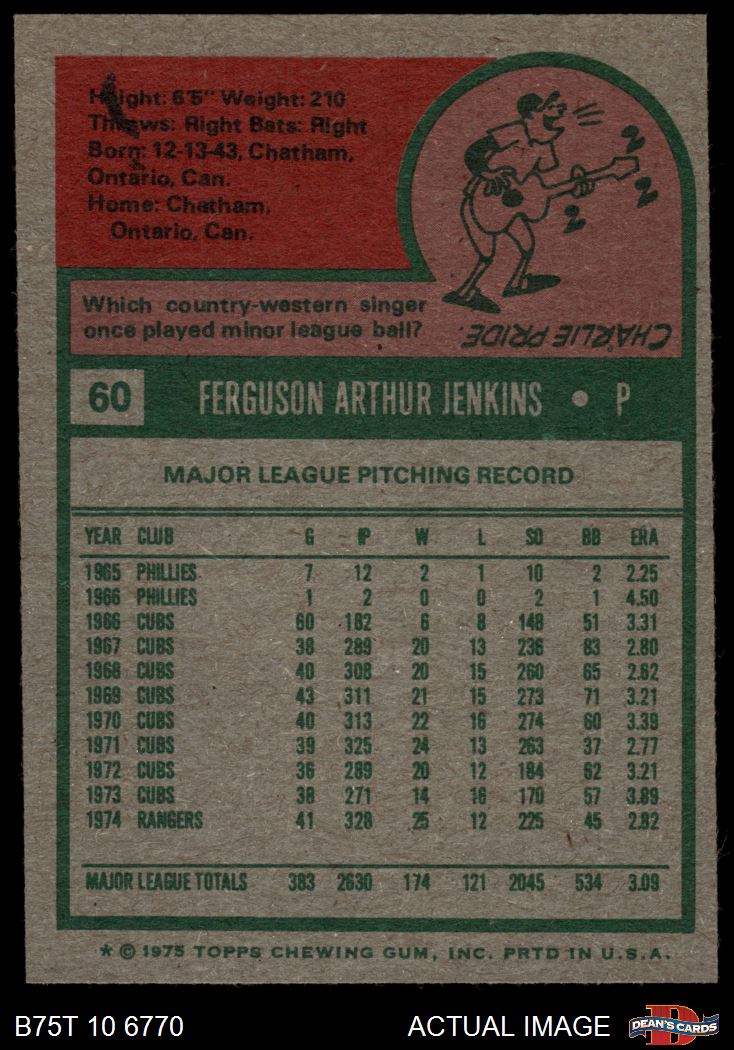 Height: 6'5" Weight: 210
Throws: Right Bats: Right
Born: 12-13-43, Chatham,
Ontario, Can.
Home: Chatham,
Ontario, Can.
Which country-western singer
once played minor league ball?
CHARLIE PRIDE.
60 FERGUSON ARTHUR JENKINS • P
MAJOR LEAGUE PITCHING RECORD
YEAR CLUB G IP W L SO BB ERA
1965 PHILLIES 7 12 2 1 10 2 2.25
1966 PHILLIES 1 2 0 0 2 1 4.50
1966 CUBS 60 182 6 8 148 51 3.31
1967 CUBS 38 289 20 13 236 83 2.80
1968 CUBS 40 308 20 15 260 65 2.62
1969 CUBS 43 311 21 15 273 71 3.21
1970 CUBS 40 313 22 16 274 60 3.39
1971 CUBS 39 325 24 13 263 37 2.77
1972 CUBS 36 289 20 12 184 62 3.21
1973 CUBS 38 271 14 16 170 57 3.89
1974 RANGERS 41 328 25 12 225 45 2.82
MAJOR LEAGUE TOTALS 383 2630 174 121 2045 534 3.09
* © 1975 TOPPS CHEWING GUM, INC. PRTD IN U.S.A.
B75T 10 6770 ACTUAL IMAGE DEAN'S CARDS